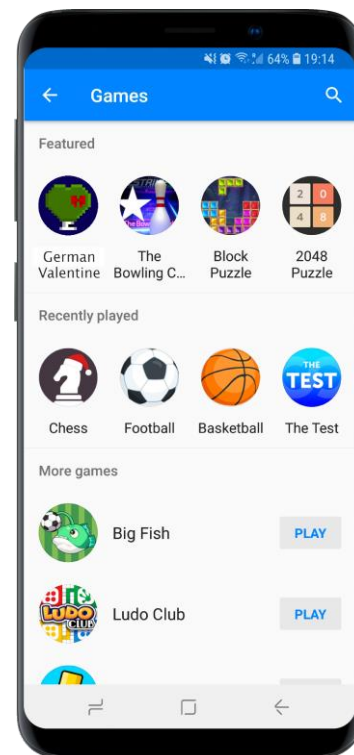 64% 19:14
Games
Featured
German
Valentine
The
Bowling C...
Block
Puzzle
2 0
4 8
2048
Puzzle
Recently played
THE
TEST
Chess
Football
Basketball
The Test
More games
Big Fish
PLAY
LUDO
CLUB
Ludo Club
PLAY